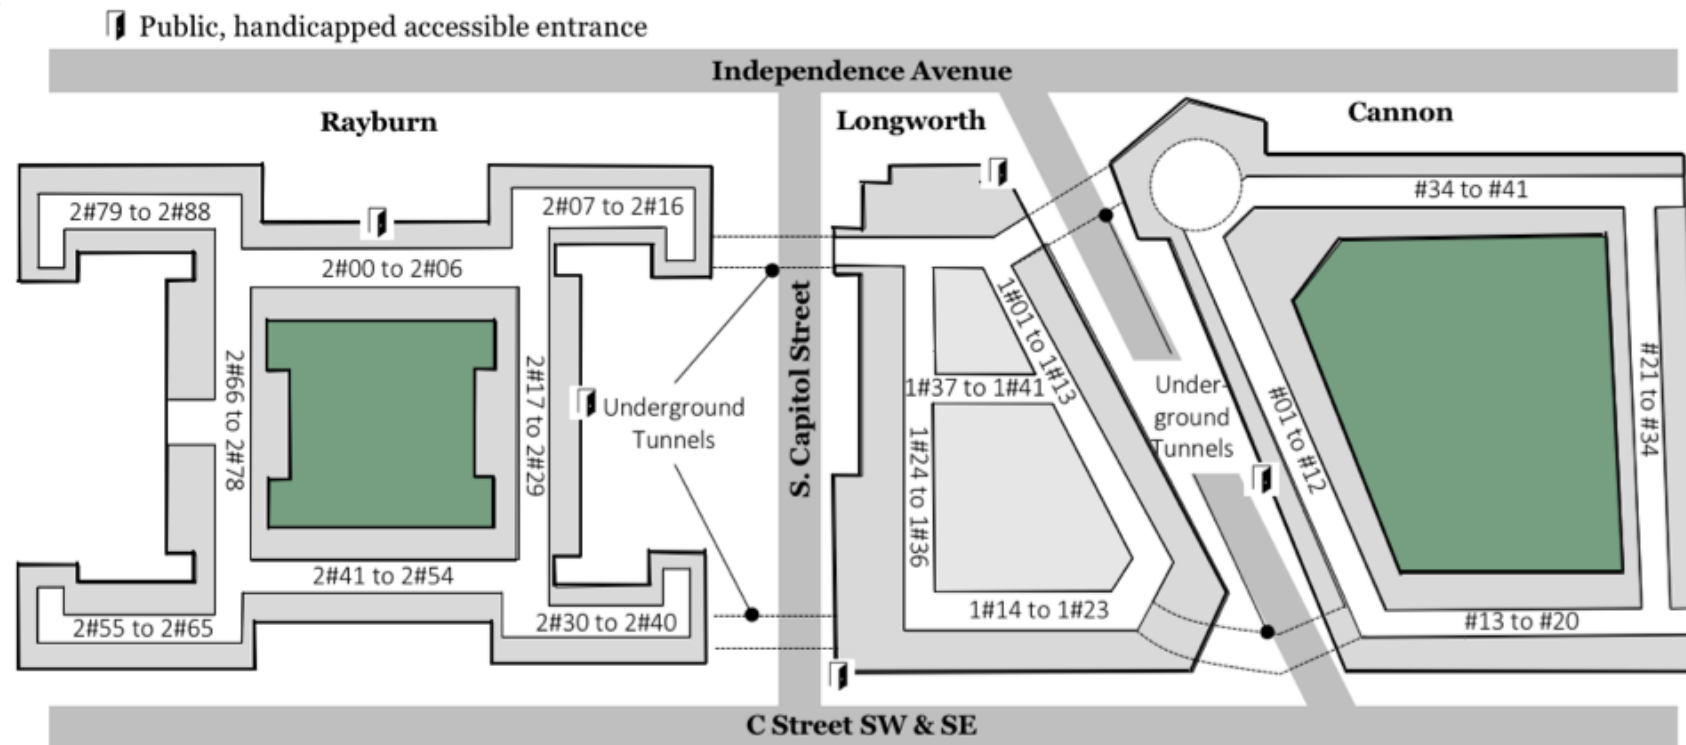 Public, handicapped accessible entrance
Independence Avenue
Rayburn
Longworth
Cannon
2#79 to 2#88
2#07 to 2#16
#34 to #41
2#00 to 2#06
2#66 to 2#78
2#17 to 2#29
Underground
Tunnels
S. Capitol Street
1#01 to 1#13
1#37 to 1#41
1#24 to 1#36
Under-
ground
Tunnels
#01 to #12
#21 to #34
2#41 to 2#54
2#55 to 2#65
2#30 to 2#40
1#14 to 1#23
#13 to #20
C Street SW & SE